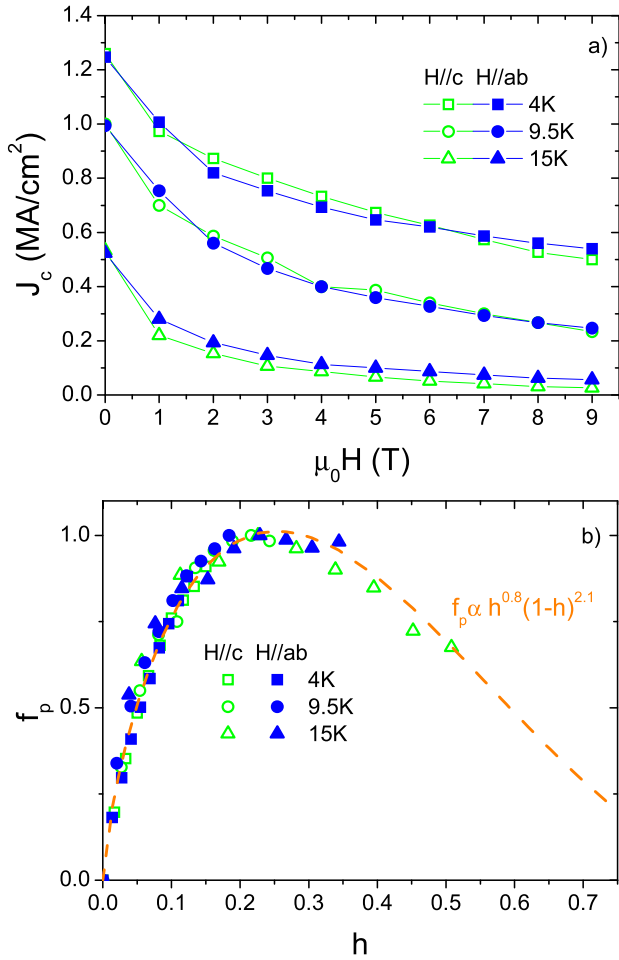 a)
H//c H//ab
4K
9.5K
15K
J_c (MA/cm^2)
1.4
1.2
1.0
0.8
0.6
0.4
0.2
0.0
0 1 2 3 4 5 6 7 8 9
μ_0H (T)
b)
f_p α h^0.8(1-h)^2.1
H//c H//ab
4K
9.5K
15K
f_p
1.0
0.5
0.0
0.0 0.1 0.2 0.3 0.4 0.5 0.6 0.7
h